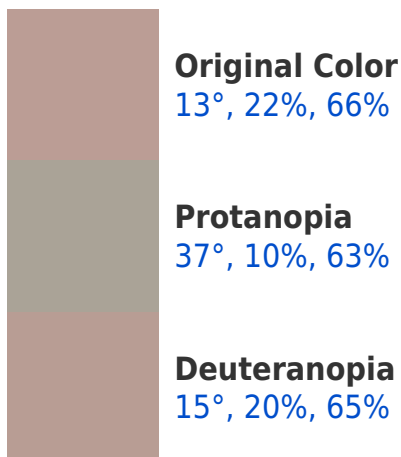 Original Color
13°, 22%, 66%
Protanopia
37°, 10%, 63%
Deuteranopia
15°, 20%, 65%